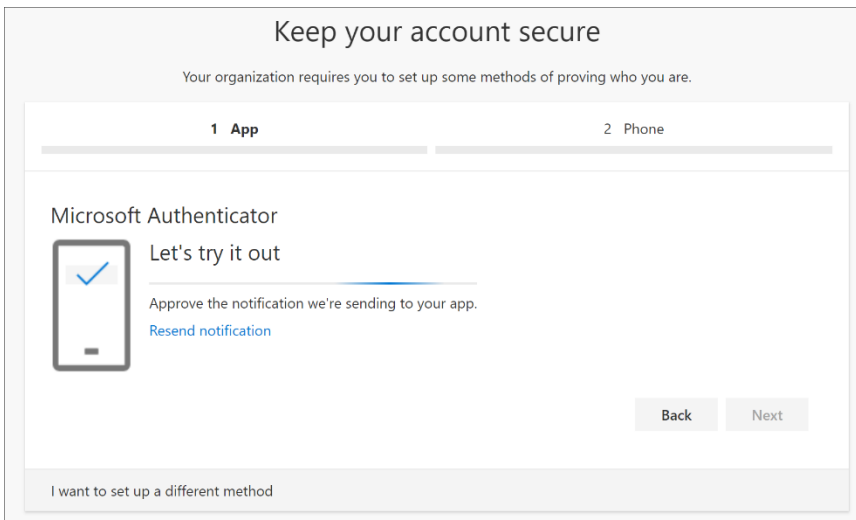 Keep your account secure
Your organization requires you to set up some methods of proving who you are.
1 App
2 Phone
Microsoft Authenticator
Let's try it out
Approve the notification we're sending to your app.
Resend notification
Back
Next
I want to set up a different method